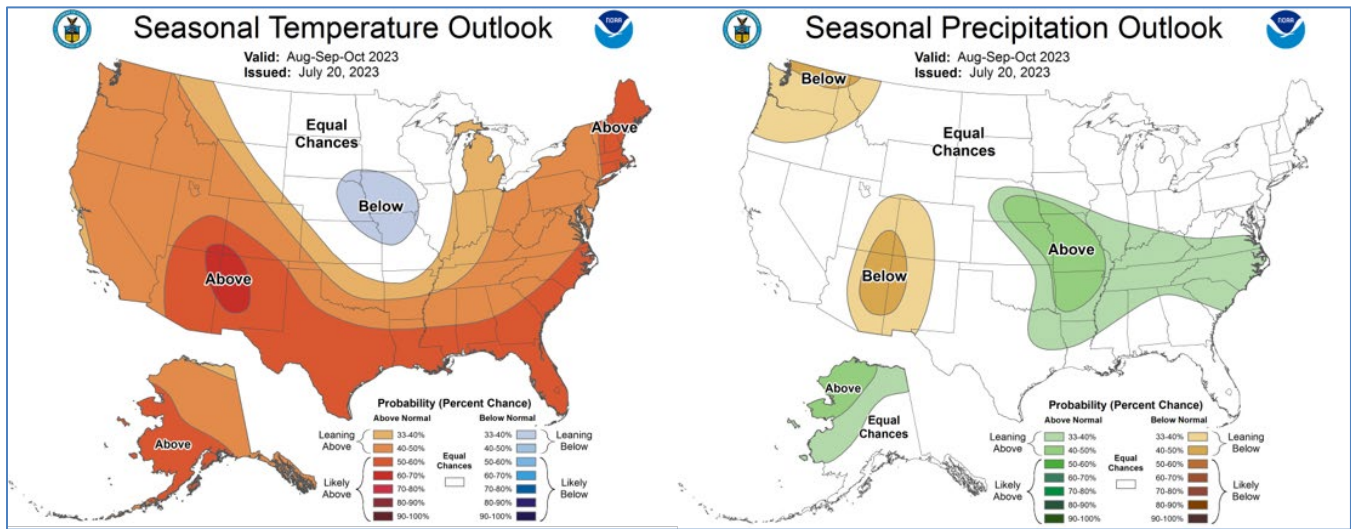 Seasonal Temperature Outlook
NOAA
Valid: Aug-Sep-Oct 2023
Issued: July 20, 2023
Equal
Chances
Above
Below
Above
Above
Probability (Percent Chance)
Above Normal
Below Normal
Leaning
Above
33-40%
40-50%
Equal
Chances
33-40%
40-50%
Leaning
Below
Likely
Above
50-60%
60-70%
70-80%
80-90%
90-100%
50-60%
60-70%
70-80%
80-90%
90-100%
Likely
Below
Seasonal Precipitation Outlook
NOAA
Valid: Aug-Sep-Oct 2023
Issued: July 20, 2023
Below
Equal
Chances
Above
Below
Above
Equal
Chances
Probability (Percent Chance)
Above Normal
Below Normal
Leaning
Above
33-40%
40-50%
Equal
Chances
33-40%
40-50%
Leaning
Below
Likely
Above
50-60%
60-70%
70-80%
80-90%
90-100%
50-60%
60-70%
70-80%
80-90%
90-100%
Likely
Below